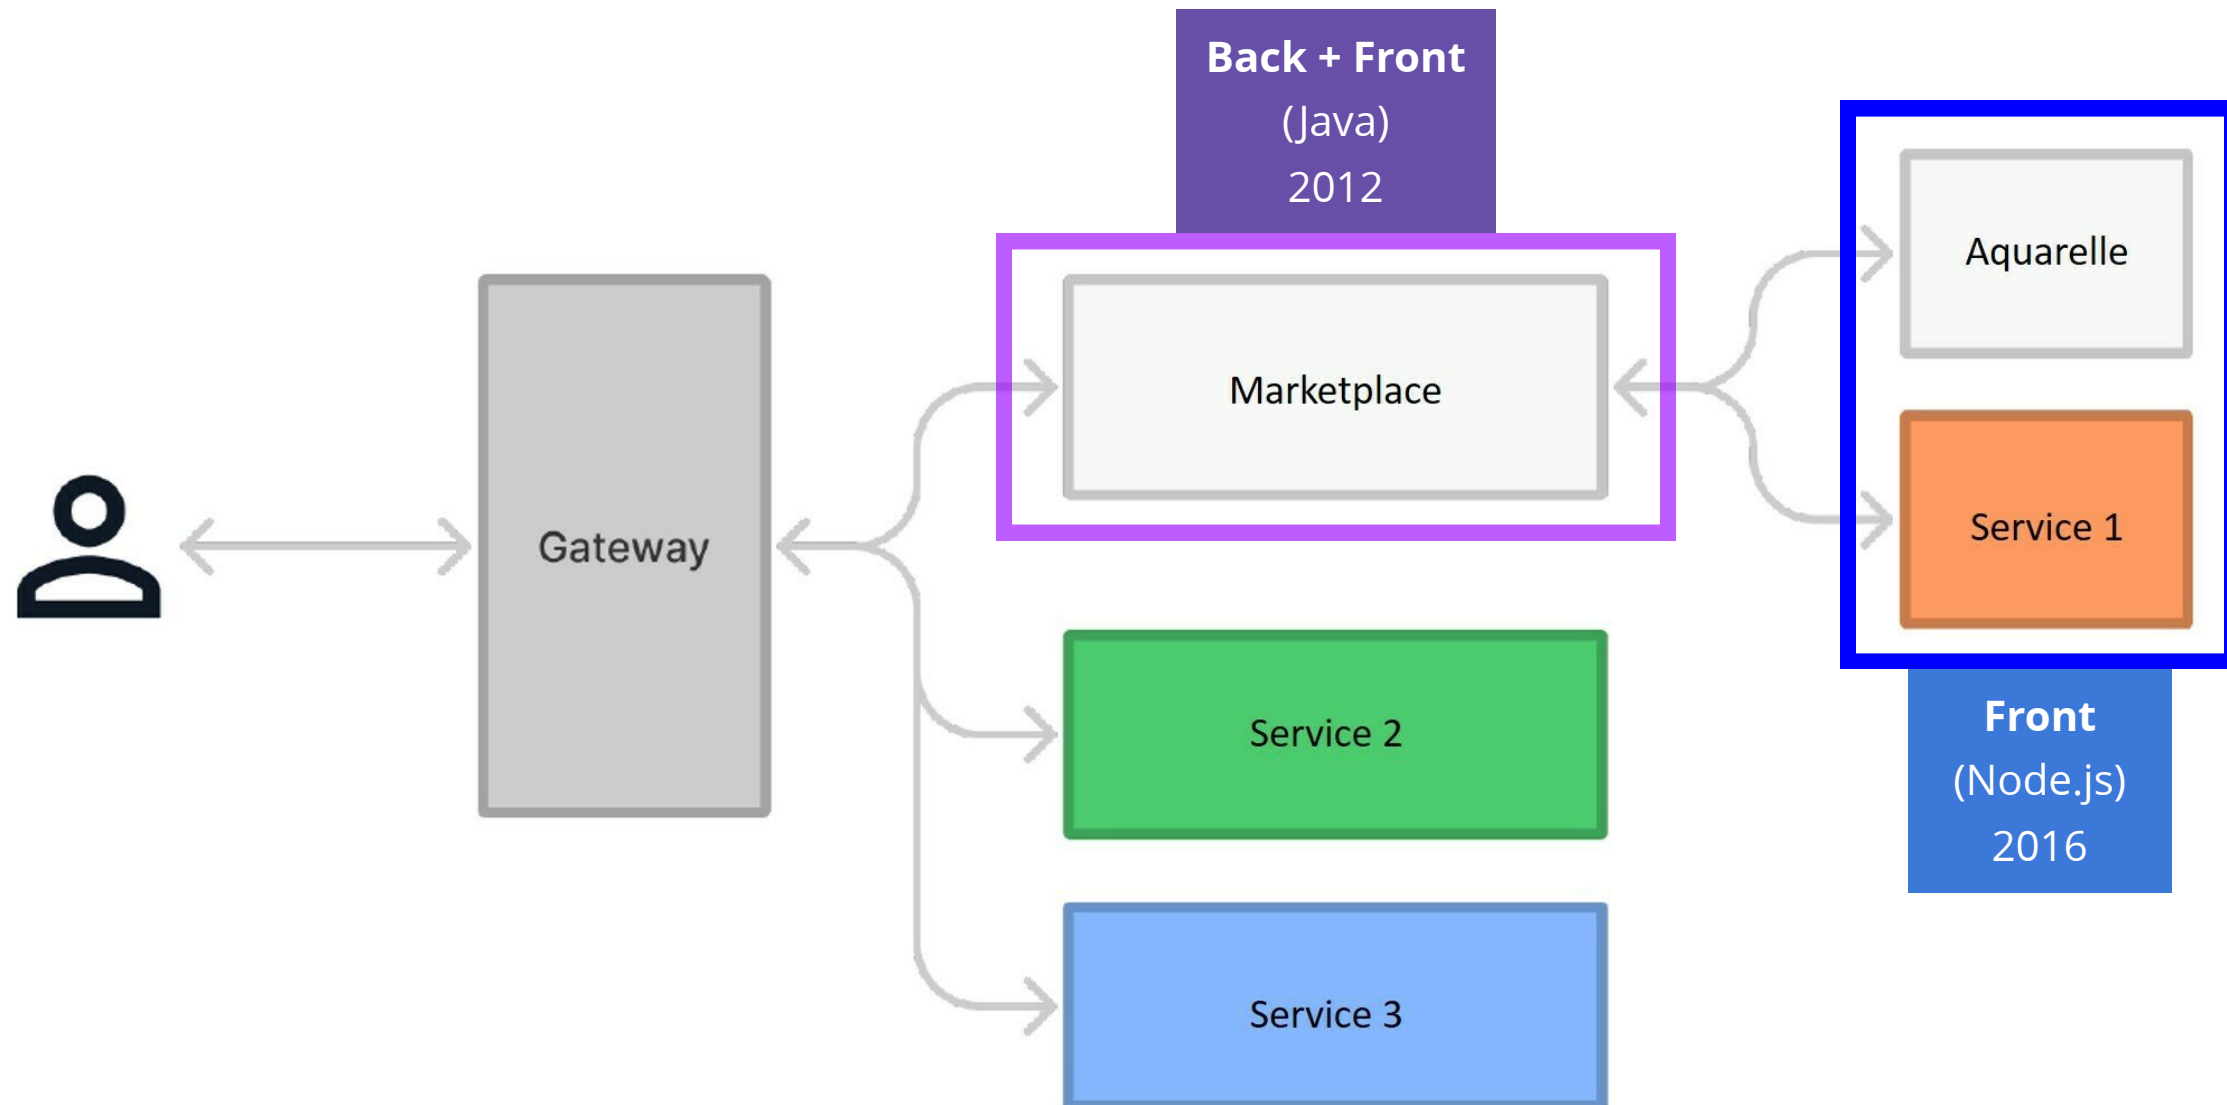 Back + Front
(Java)
2012
Aquarelle
Marketplace
Gateway
Service 1
Service 2
Front
(Node.js)
2016
Service 3